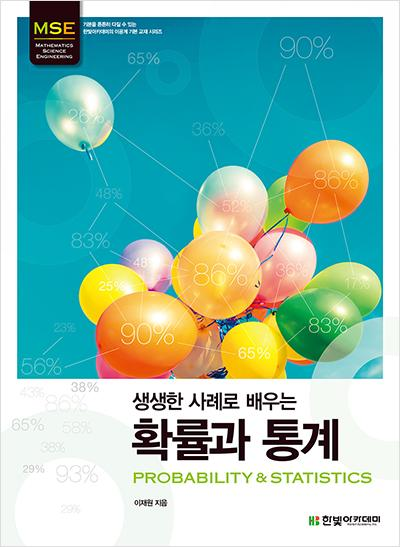 MSE
MATHEMATICS
SCIENCE
ENGINEERING
기본을 튼튼히 다질 수 있는
한빛아카데미의 이공계 기본 교재 시리즈
65%
90%
26%
36%
48%
52%
86%
83%
48%
25%
86%
36%
17%
23%
90%
83%
65%
56%
43%
38%
86%
65%
58%
38%
29%
93%
29%
생생한 사례로 배우는
확률과 통계
PROBABILITY & STATISTICS
이재원 지음
HB 한빛아카데미